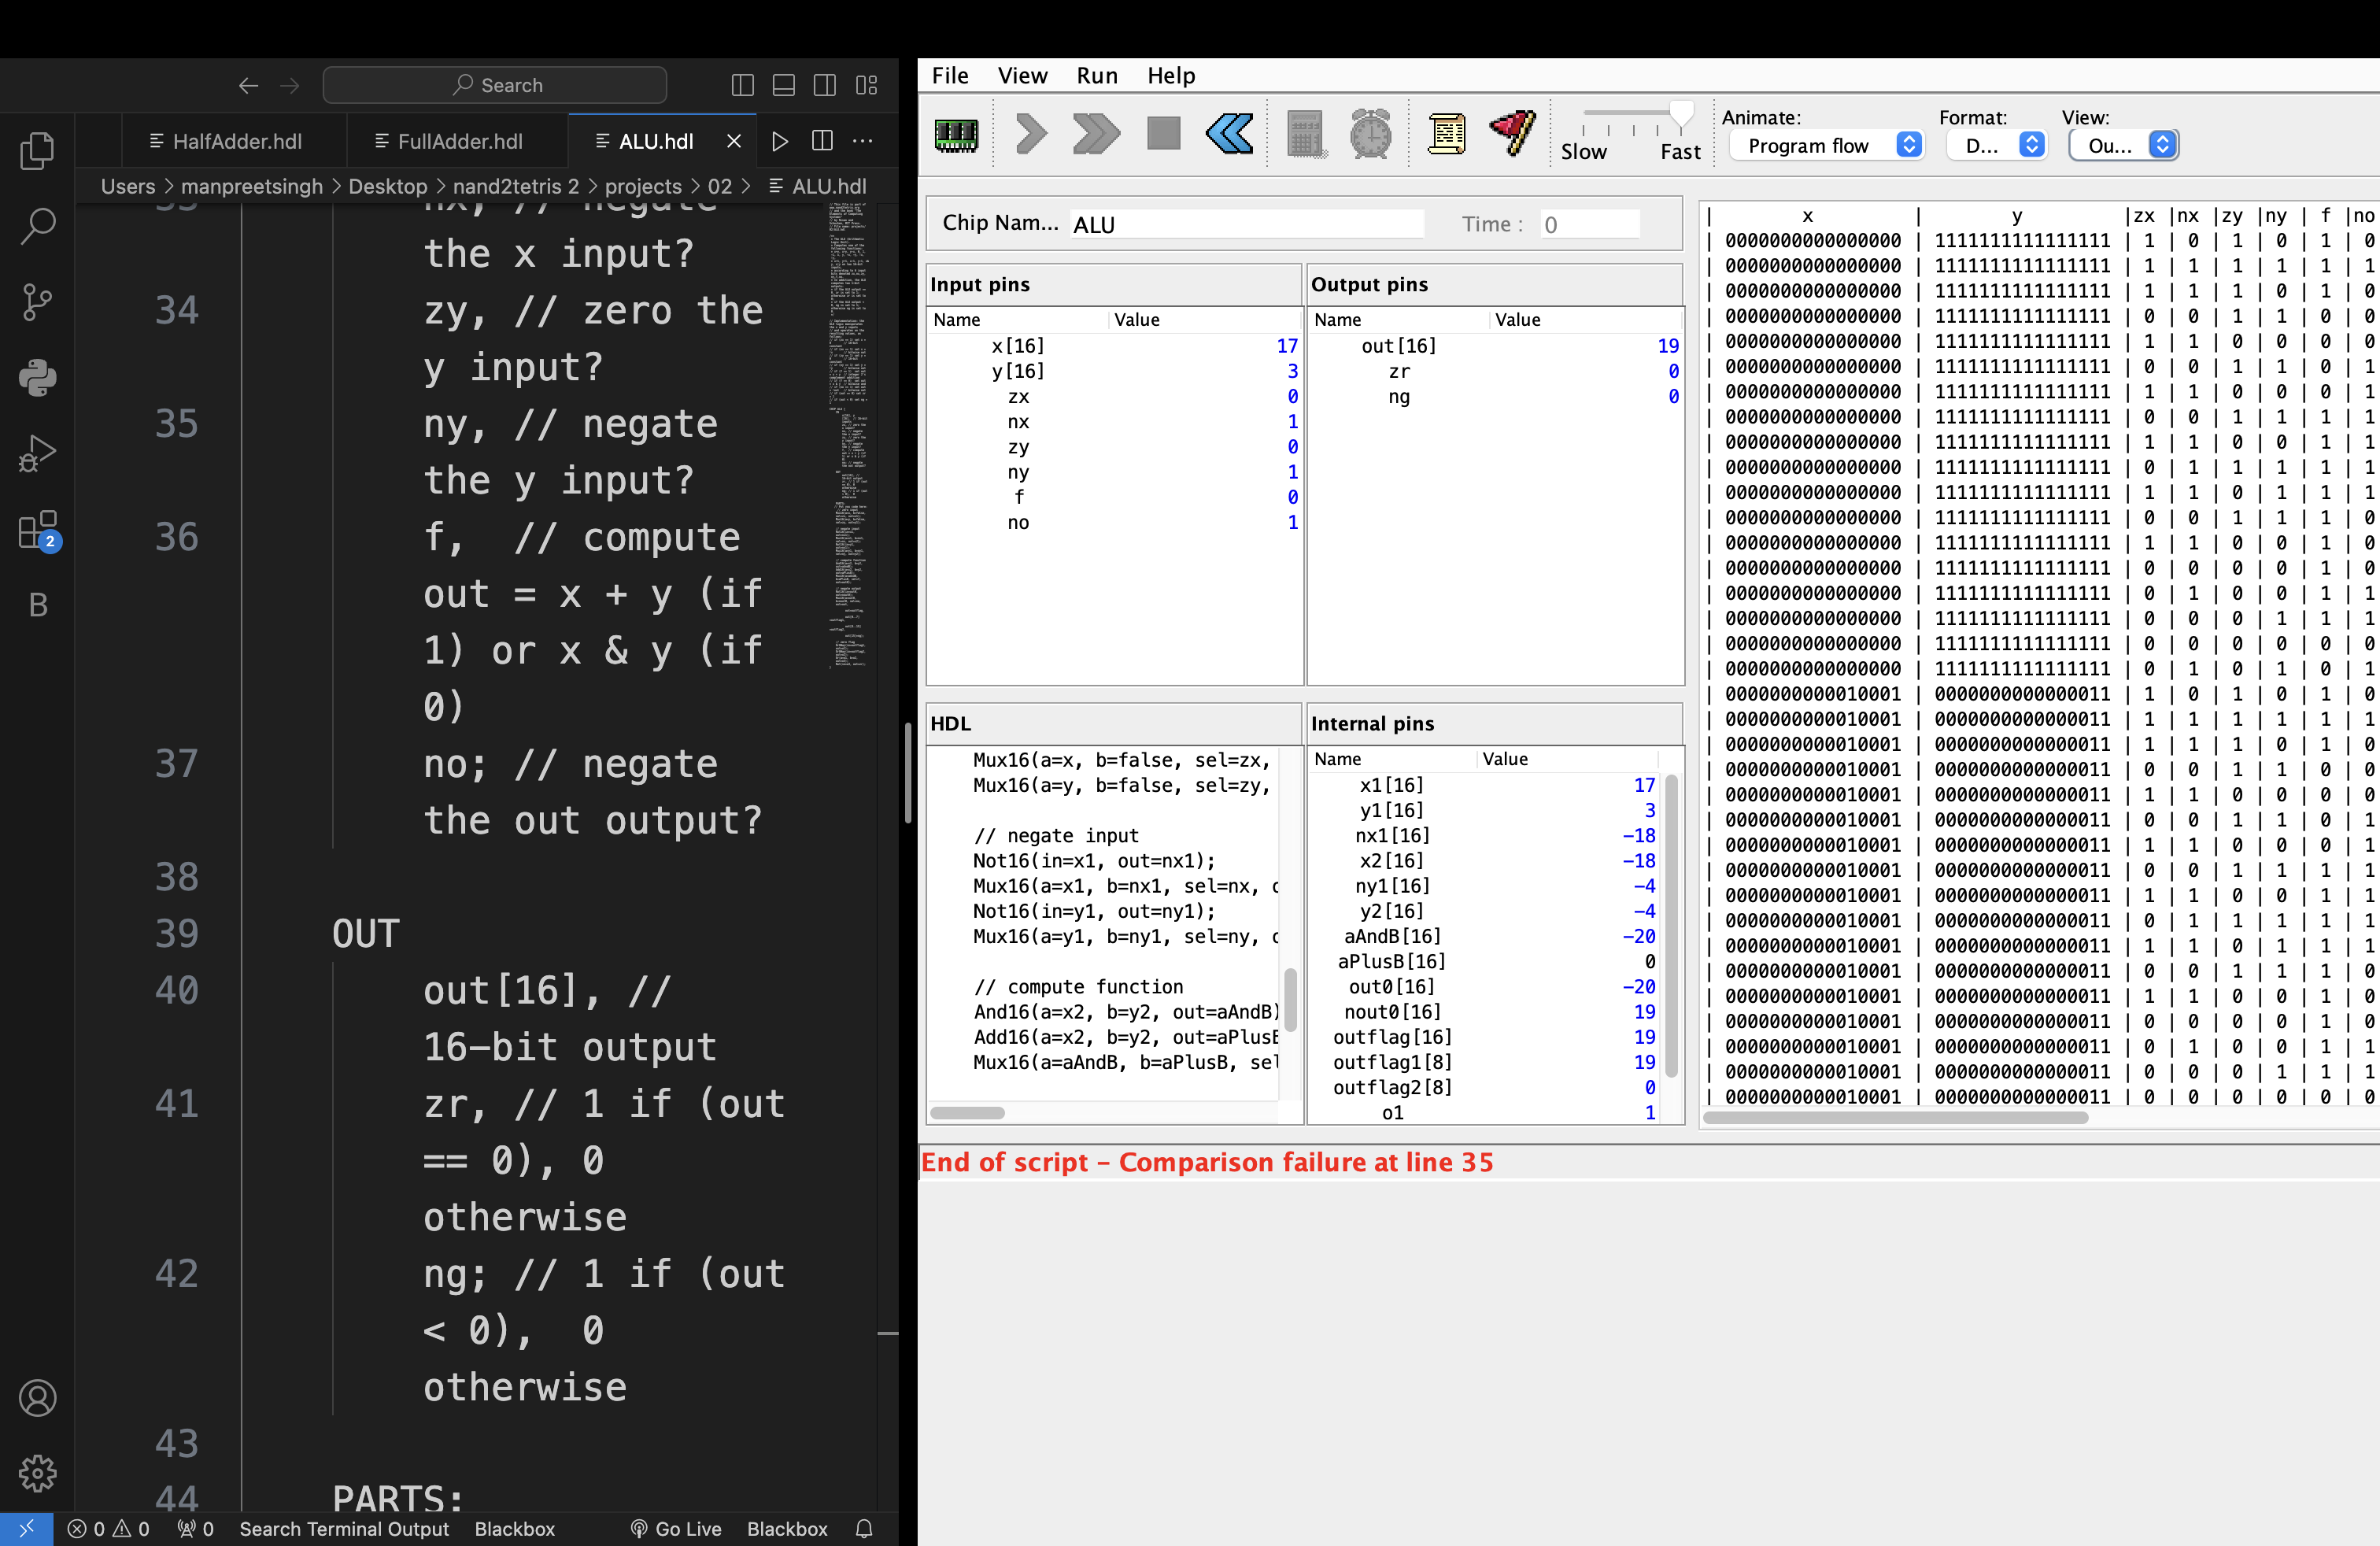 Search
HalfAdder.hdl
FullAdder.hdl
ALU.hdl
Users > manpreetsingh > Desktop > nand2tetris 2 > projects > 02 > ALU.hdl
33 nx, // negate
the x input?
34 zy, // zero the
y input?
35 ny, // negate
the y input?
36 f,  // compute
out = x + y (if
1) or x & y (if
0)
37 no; // negate
the out output?
38
39 OUT
40 out[16], //
16-bit output
41 zr, // 1 if (out
== 0), 0
otherwise
42 ng; // 1 if (out
< 0),  0
otherwise
43
44 PARTS:
2
B
0 0 0 Search Terminal Output Blackbox Go Live Blackbox
File View Run Help
Slow Fast
Animate: Format: View:
Program flow D... Ou...
Chip Nam... ALU Time : 0
Input pins
Name Value
x[16] 17
y[16] 3
zx 0
nx 1
zy 0
ny 1
f 0
no 1
Output pins
Name Value
out[16] 19
zr 0
ng 0
HDL
Mux16(a=x, b=false, sel=zx,
Mux16(a=y, b=false, sel=zy,
// negate input
Not16(in=x1, out=nx1);
Mux16(a=x1, b=nx1, sel=nx,
Not16(in=y1, out=ny1);
Mux16(a=y1, b=ny1, sel=ny,
// compute function
And16(a=x2, b=y2, out=aAndB)
Add16(a=x2, b=y2, out=aPlusB
Mux16(a=aAndB, b=aPlusB, sel
Internal pins
Name Value
x1[16] 17
y1[16] 3
nx1[16] -18
x2[16] -18
ny1[16] -4
y2[16] -4
aAndB[16] -20
aPlusB[16] 0
out0[16] -20
nout0[16] 19
outflag[16] 19
outflag1[8] 19
outflag2[8] 0
o1 1
| x | y |zx |nx |zy |ny | f |no
| 0000000000000000 | 1111111111111111 | 1 | 0 | 1 | 0 | 1 | 0
| 0000000000000000 | 1111111111111111 | 1 | 1 | 1 | 1 | 1 | 1
| 0000000000000000 | 1111111111111111 | 1 | 1 | 1 | 0 | 1 | 0
| 0000000000000000 | 1111111111111111 | 0 | 0 | 1 | 1 | 0 | 0
| 0000000000000000 | 1111111111111111 | 1 | 1 | 0 | 0 | 0 | 0
| 0000000000000000 | 1111111111111111 | 0 | 0 | 1 | 1 | 0 | 1
| 0000000000000000 | 1111111111111111 | 1 | 1 | 0 | 0 | 0 | 1
| 0000000000000000 | 1111111111111111 | 0 | 0 | 1 | 1 | 1 | 1
| 0000000000000000 | 1111111111111111 | 1 | 1 | 0 | 0 | 1 | 1
| 0000000000000000 | 1111111111111111 | 0 | 1 | 1 | 1 | 1 | 1
| 0000000000000000 | 1111111111111111 | 1 | 1 | 0 | 1 | 1 | 1
| 0000000000000000 | 1111111111111111 | 0 | 0 | 1 | 1 | 1 | 0
| 0000000000000000 | 1111111111111111 | 1 | 1 | 0 | 0 | 1 | 0
| 0000000000000000 | 1111111111111111 | 0 | 0 | 0 | 0 | 1 | 0
| 0000000000000000 | 1111111111111111 | 0 | 1 | 0 | 0 | 1 | 1
| 0000000000000000 | 1111111111111111 | 0 | 0 | 0 | 1 | 1 | 1
| 0000000000000000 | 1111111111111111 | 0 | 0 | 0 | 0 | 0 | 0
| 0000000000000000 | 1111111111111111 | 0 | 1 | 0 | 1 | 0 | 1
| 0000000000010001 | 0000000000000011 | 1 | 0 | 1 | 0 | 1 | 0
| 0000000000010001 | 0000000000000011 | 1 | 1 | 1 | 1 | 1 | 1
| 0000000000010001 | 0000000000000011 | 1 | 1 | 1 | 0 | 1 | 0
| 0000000000010001 | 0000000000000011 | 0 | 0 | 1 | 1 | 0 | 0
| 0000000000010001 | 0000000000000011 | 1 | 1 | 0 | 0 | 0 | 0
| 0000000000010001 | 0000000000000011 | 0 | 0 | 1 | 1 | 0 | 1
| 0000000000010001 | 0000000000000011 | 1 | 1 | 0 | 0 | 0 | 1
| 0000000000010001 | 0000000000000011 | 0 | 0 | 1 | 1 | 1 | 1
| 0000000000010001 | 0000000000000011 | 1 | 1 | 0 | 0 | 1 | 1
| 0000000000010001 | 0000000000000011 | 0 | 1 | 1 | 1 | 1 | 1
| 0000000000010001 | 0000000000000011 | 1 | 1 | 0 | 1 | 1 | 1
| 0000000000010001 | 0000000000000011 | 0 | 0 | 1 | 1 | 1 | 0
| 0000000000010001 | 0000000000000011 | 1 | 1 | 0 | 0 | 1 | 0
| 0000000000010001 | 0000000000000011 | 0 | 0 | 0 | 0 | 1 | 0
| 0000000000010001 | 0000000000000011 | 0 | 1 | 0 | 0 | 1 | 1
| 0000000000010001 | 0000000000000011 | 0 | 0 | 0 | 1 | 1 | 1
| 0000000000010001 | 0000000000000011 | 0 | 0 | 0 | 0 | 0 | 0
End of script - Comparison failure at line 35